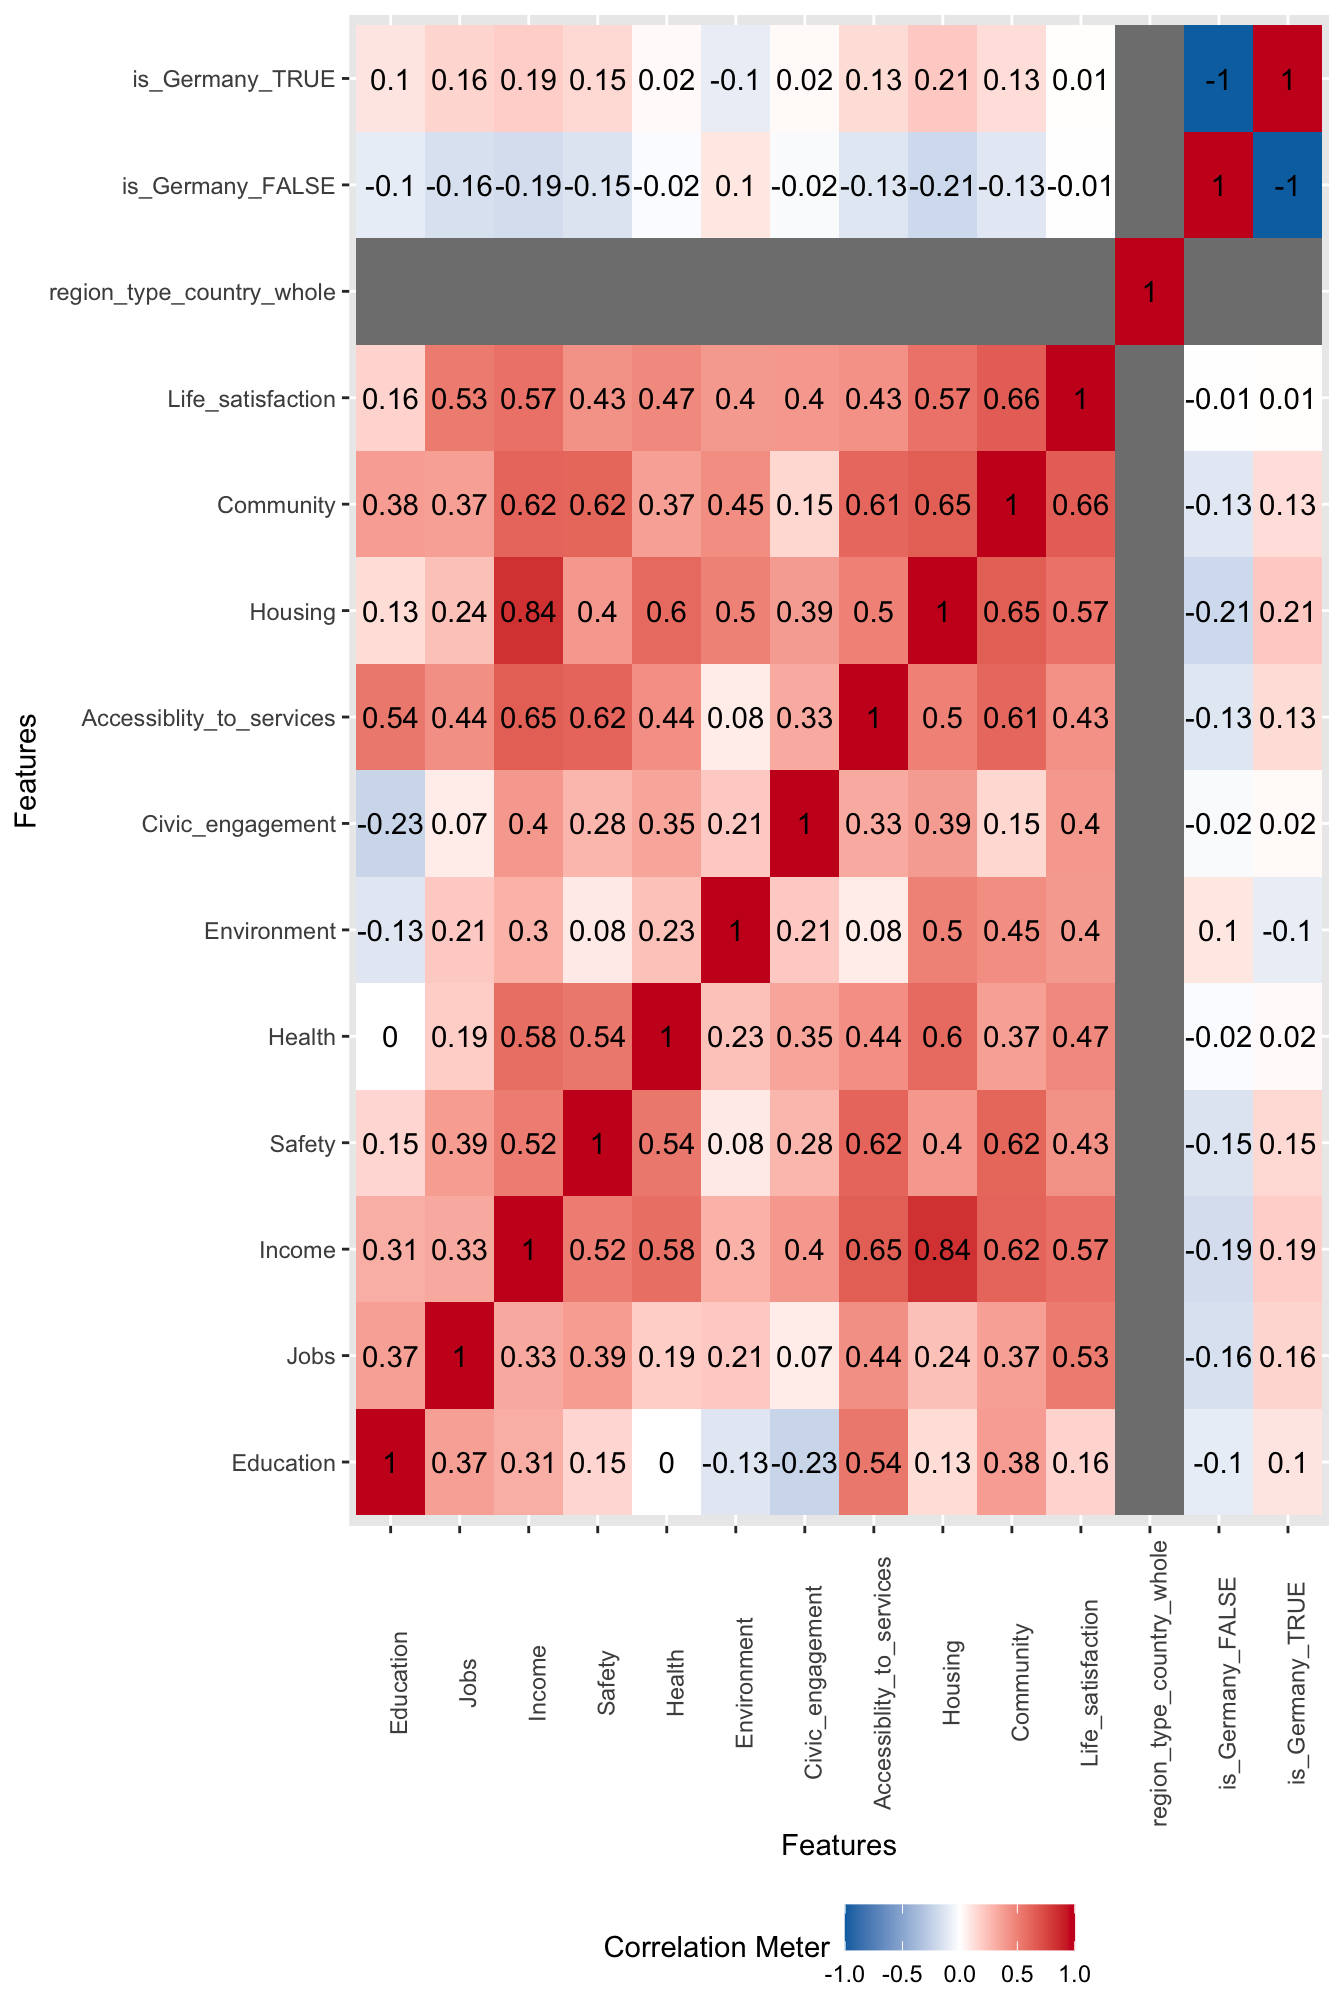 is_Germany_TRUE 0.1 0.16 0.19 0.15 0.02 -0.1 0.02 0.13 0.21 0.13 0.01 -1 1
is_Germany_FALSE -0.1 -0.16 -0.19 -0.15 -0.02 0.1 -0.02 -0.13 -0.21 -0.13 -0.01 1 -1
region_type_country_whole 1
Life_satisfaction 0.16 0.53 0.57 0.43 0.47 0.4 0.4 0.43 0.57 0.66 1 -0.01 0.01
Community 0.38 0.37 0.62 0.62 0.37 0.45 0.15 0.61 0.65 1 0.66 -0.13 0.13
Housing 0.13 0.24 0.84 0.4 0.6 0.5 0.39 0.5 1 0.65 0.57 -0.21 0.21
Accessiblity_to_services 0.54 0.44 0.65 0.62 0.44 0.08 0.33 1 0.5 0.61 0.43 -0.13 0.13
Civic_engagement -0.23 0.07 0.4 0.28 0.35 0.21 1 0.33 0.39 0.15 0.4 -0.02 0.02
Environment -0.13 0.21 0.3 0.08 0.23 1 0.21 0.08 0.5 0.45 0.4 0.1 -0.1
Health 0 0.19 0.58 0.54 1 0.23 0.35 0.44 0.6 0.37 0.47 -0.02 0.02
Safety 0.15 0.39 0.52 1 0.54 0.08 0.28 0.62 0.4 0.62 0.43 -0.15 0.15
Income 0.31 0.33 1 0.52 0.58 0.3 0.4 0.65 0.84 0.62 0.57 -0.19 0.19
Jobs 0.37 1 0.33 0.39 0.19 0.21 0.07 0.44 0.24 0.37 0.53 -0.16 0.16
Education 1 0.37 0.31 0.15 0 -0.13 -0.23 0.54 0.13 0.38 0.16 -0.1 0.1
Features
Education
Jobs
Income
Safety
Health
Environment
Civic_engagement
Accessiblity_to_services
Housing
Community
Life_satisfaction
region_type_country_whole
is_Germany_FALSE
is_Germany_TRUE
Features
Correlation Meter
-1.0 -0.5 0.0 0.5 1.0